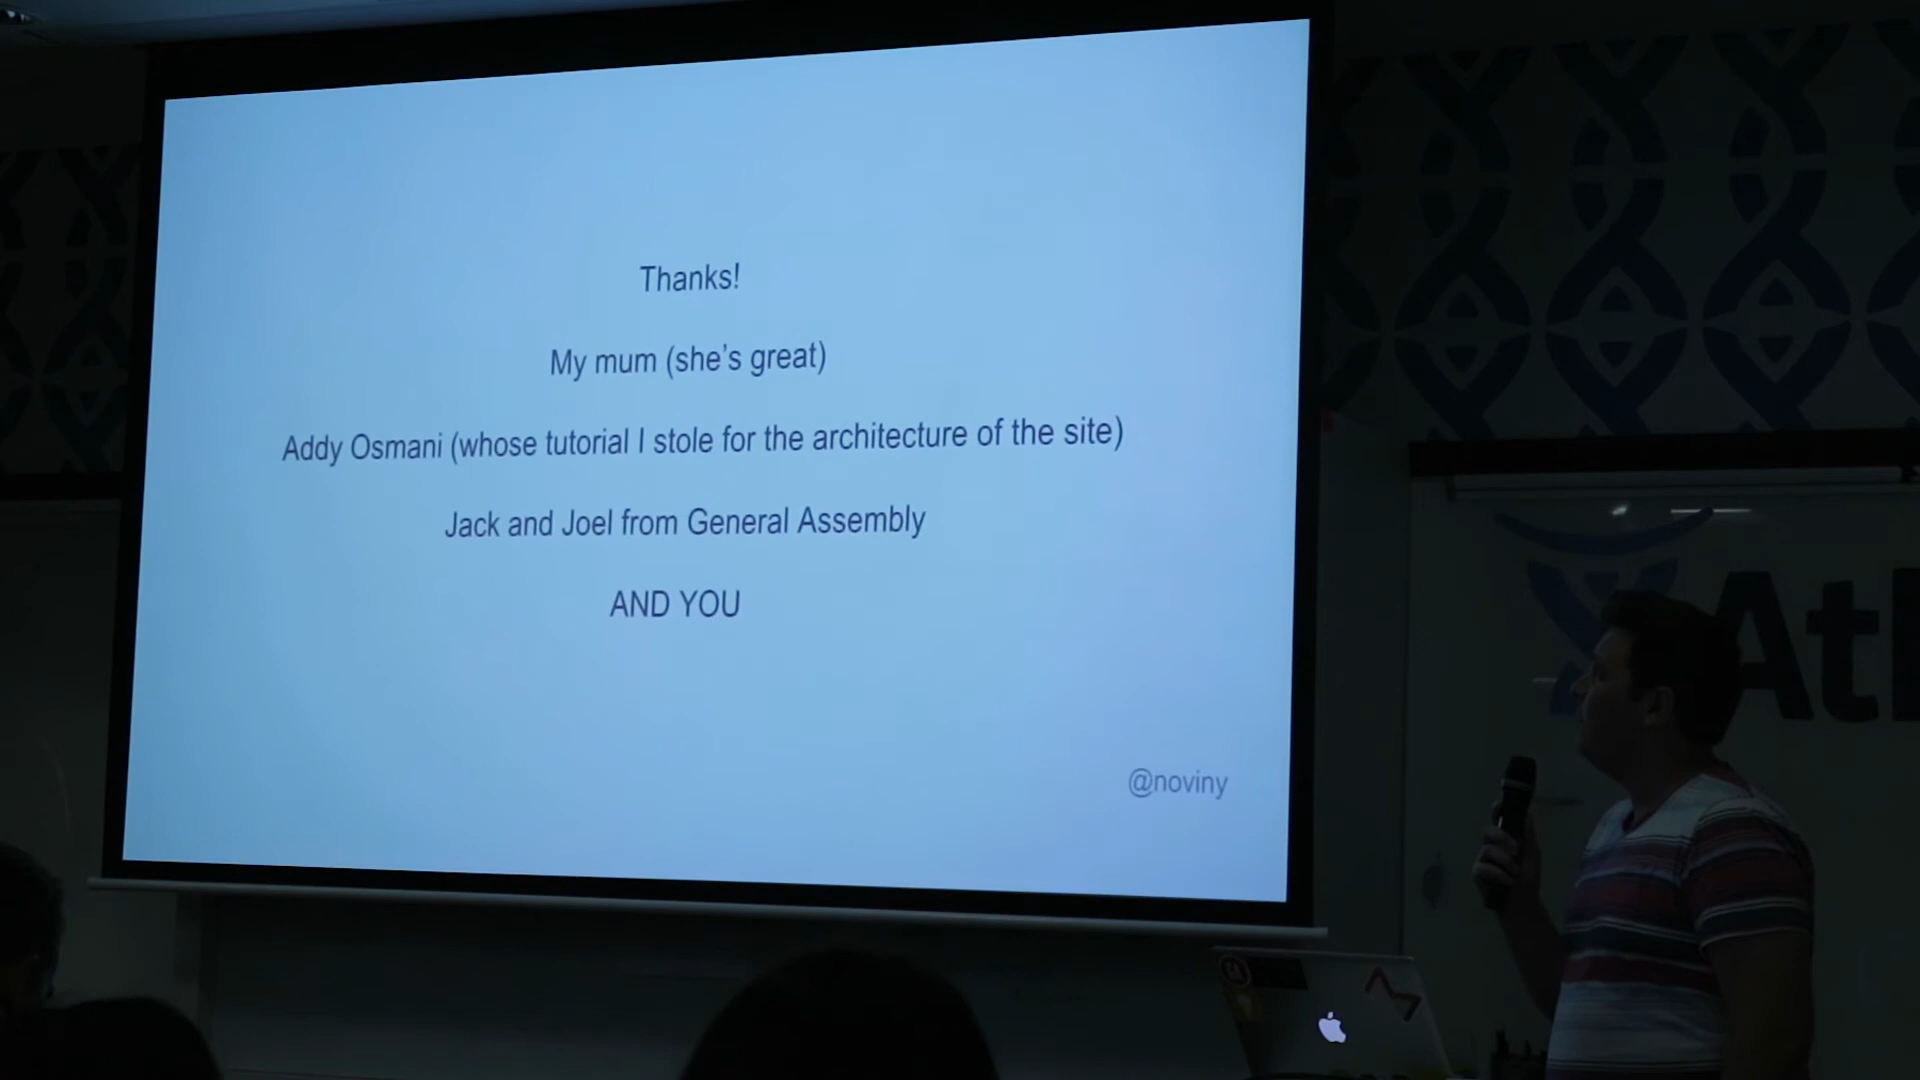 Thanks!
My mum (she's great)
Addy Osmani (whose tutorial I stole for the architecture of the site)
Jack and Joel from General Assembly
AND YOU
@noviny
Atl